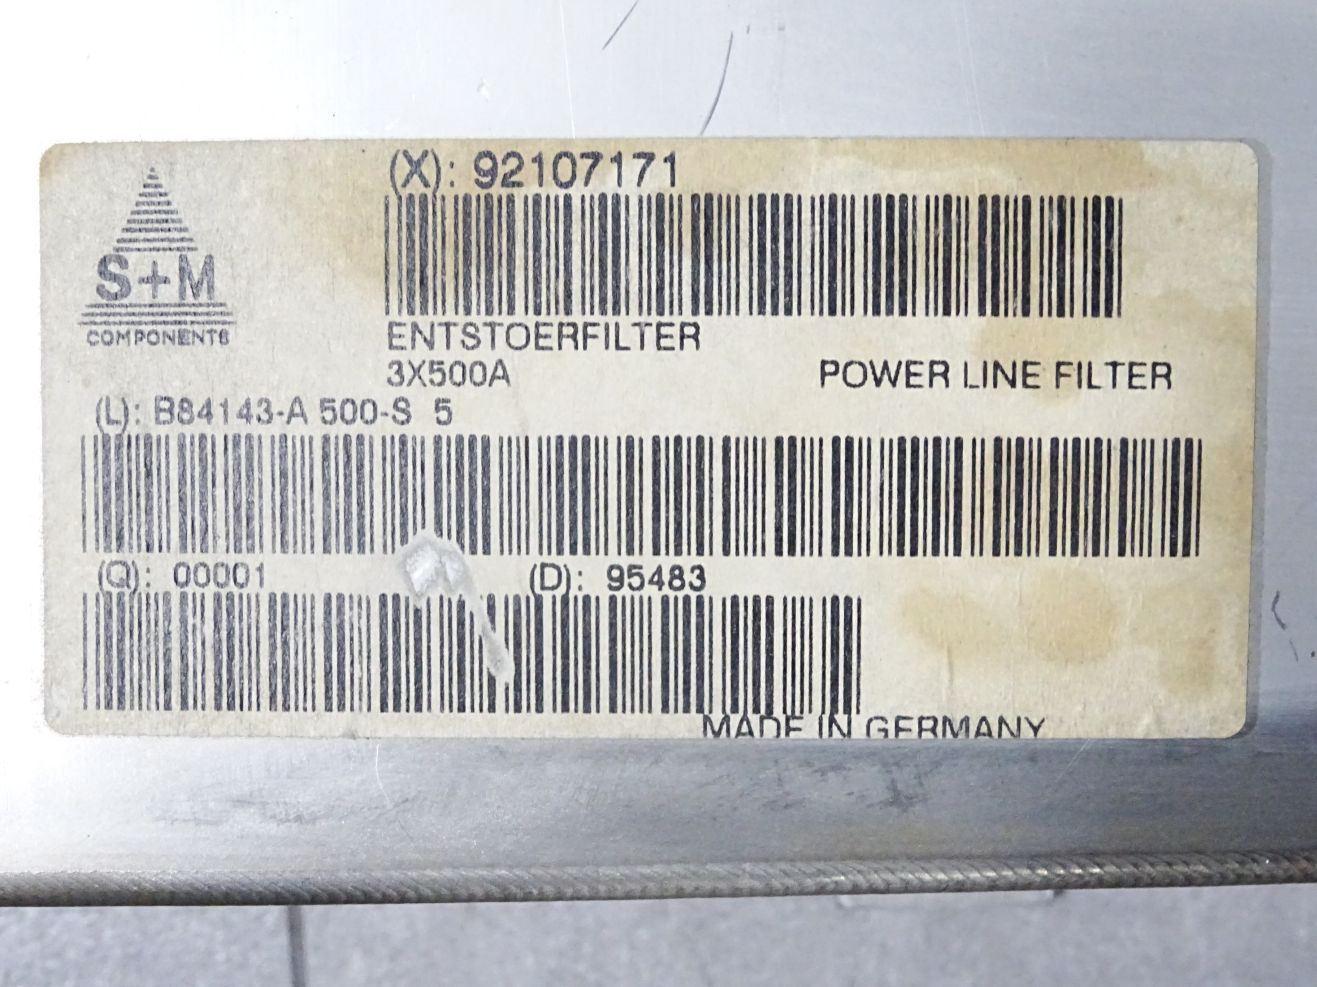 (X): 92107171
S+M
COMPONENTS
ENTSTOERFILTER
3X500A
POWER LINE FILTER
(L): B84143-A 500-S 5
(Q): 00001
(D): 95483
MADE IN GERMANY